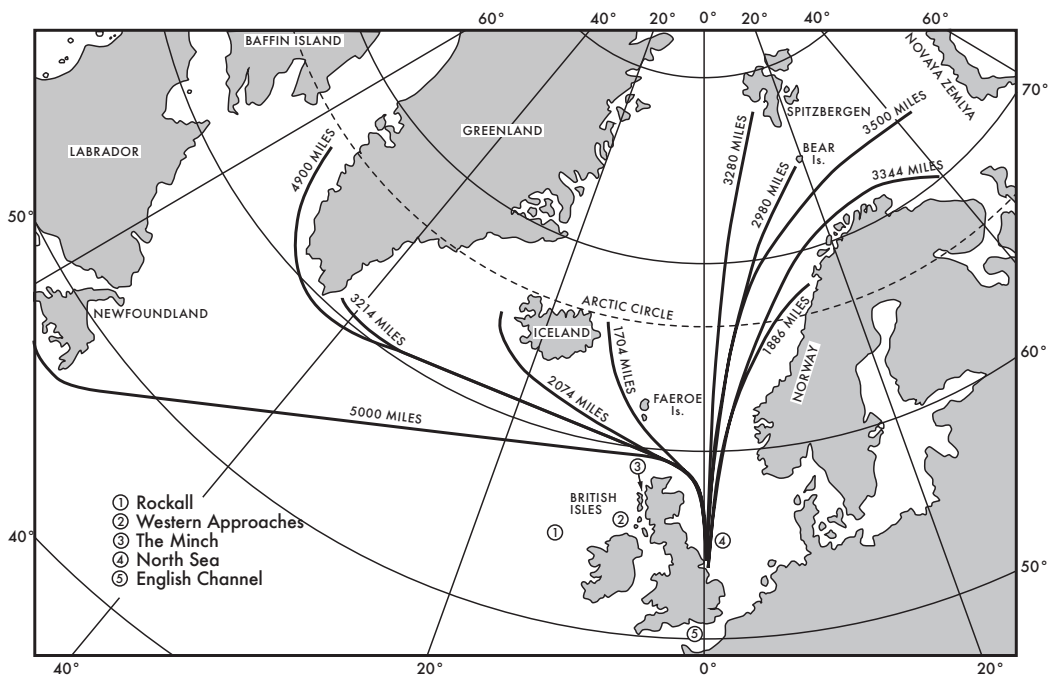 60° 40° 20° 0° 20° 40° 60°
BAFFIN ISLAND
NOVAYA ZEMLYA
70°
SPITZBERGEN
3500 MILES
GREENLAND
LABRADOR
4900 MILES
3280 MILES
BEAR
Is.
3344 MILES
2980 MILES
50°
ARCTIC CIRCLE
3214 MILES
NEWFOUNDLAND
ICELAND
1704 MILES
1886 MILES
60°
NORWAY
2074 MILES
FAEROE
Is.
5000 MILES
3
1 Rockall
2 Western Approaches
3 The Minch
4 North Sea
5 English Channel
BRITISH
ISLES
2
1
4
40°
50°
5
40° 20° 0° 20°